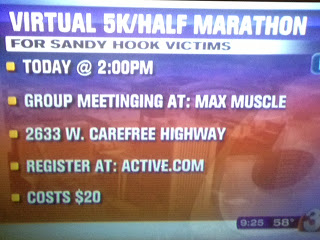 VIRTUAL 5K/HALF MARATHON
FOR SANDY HOOK VICTIMS
TODAY @ 2:00PM
GROUP MEETINGING AT: MAX MUSCLE
2633 W. CAREFREE HIGHWAY
REGISTER AT: ACTIVE.COM
COSTS $20
9:25 58° 3